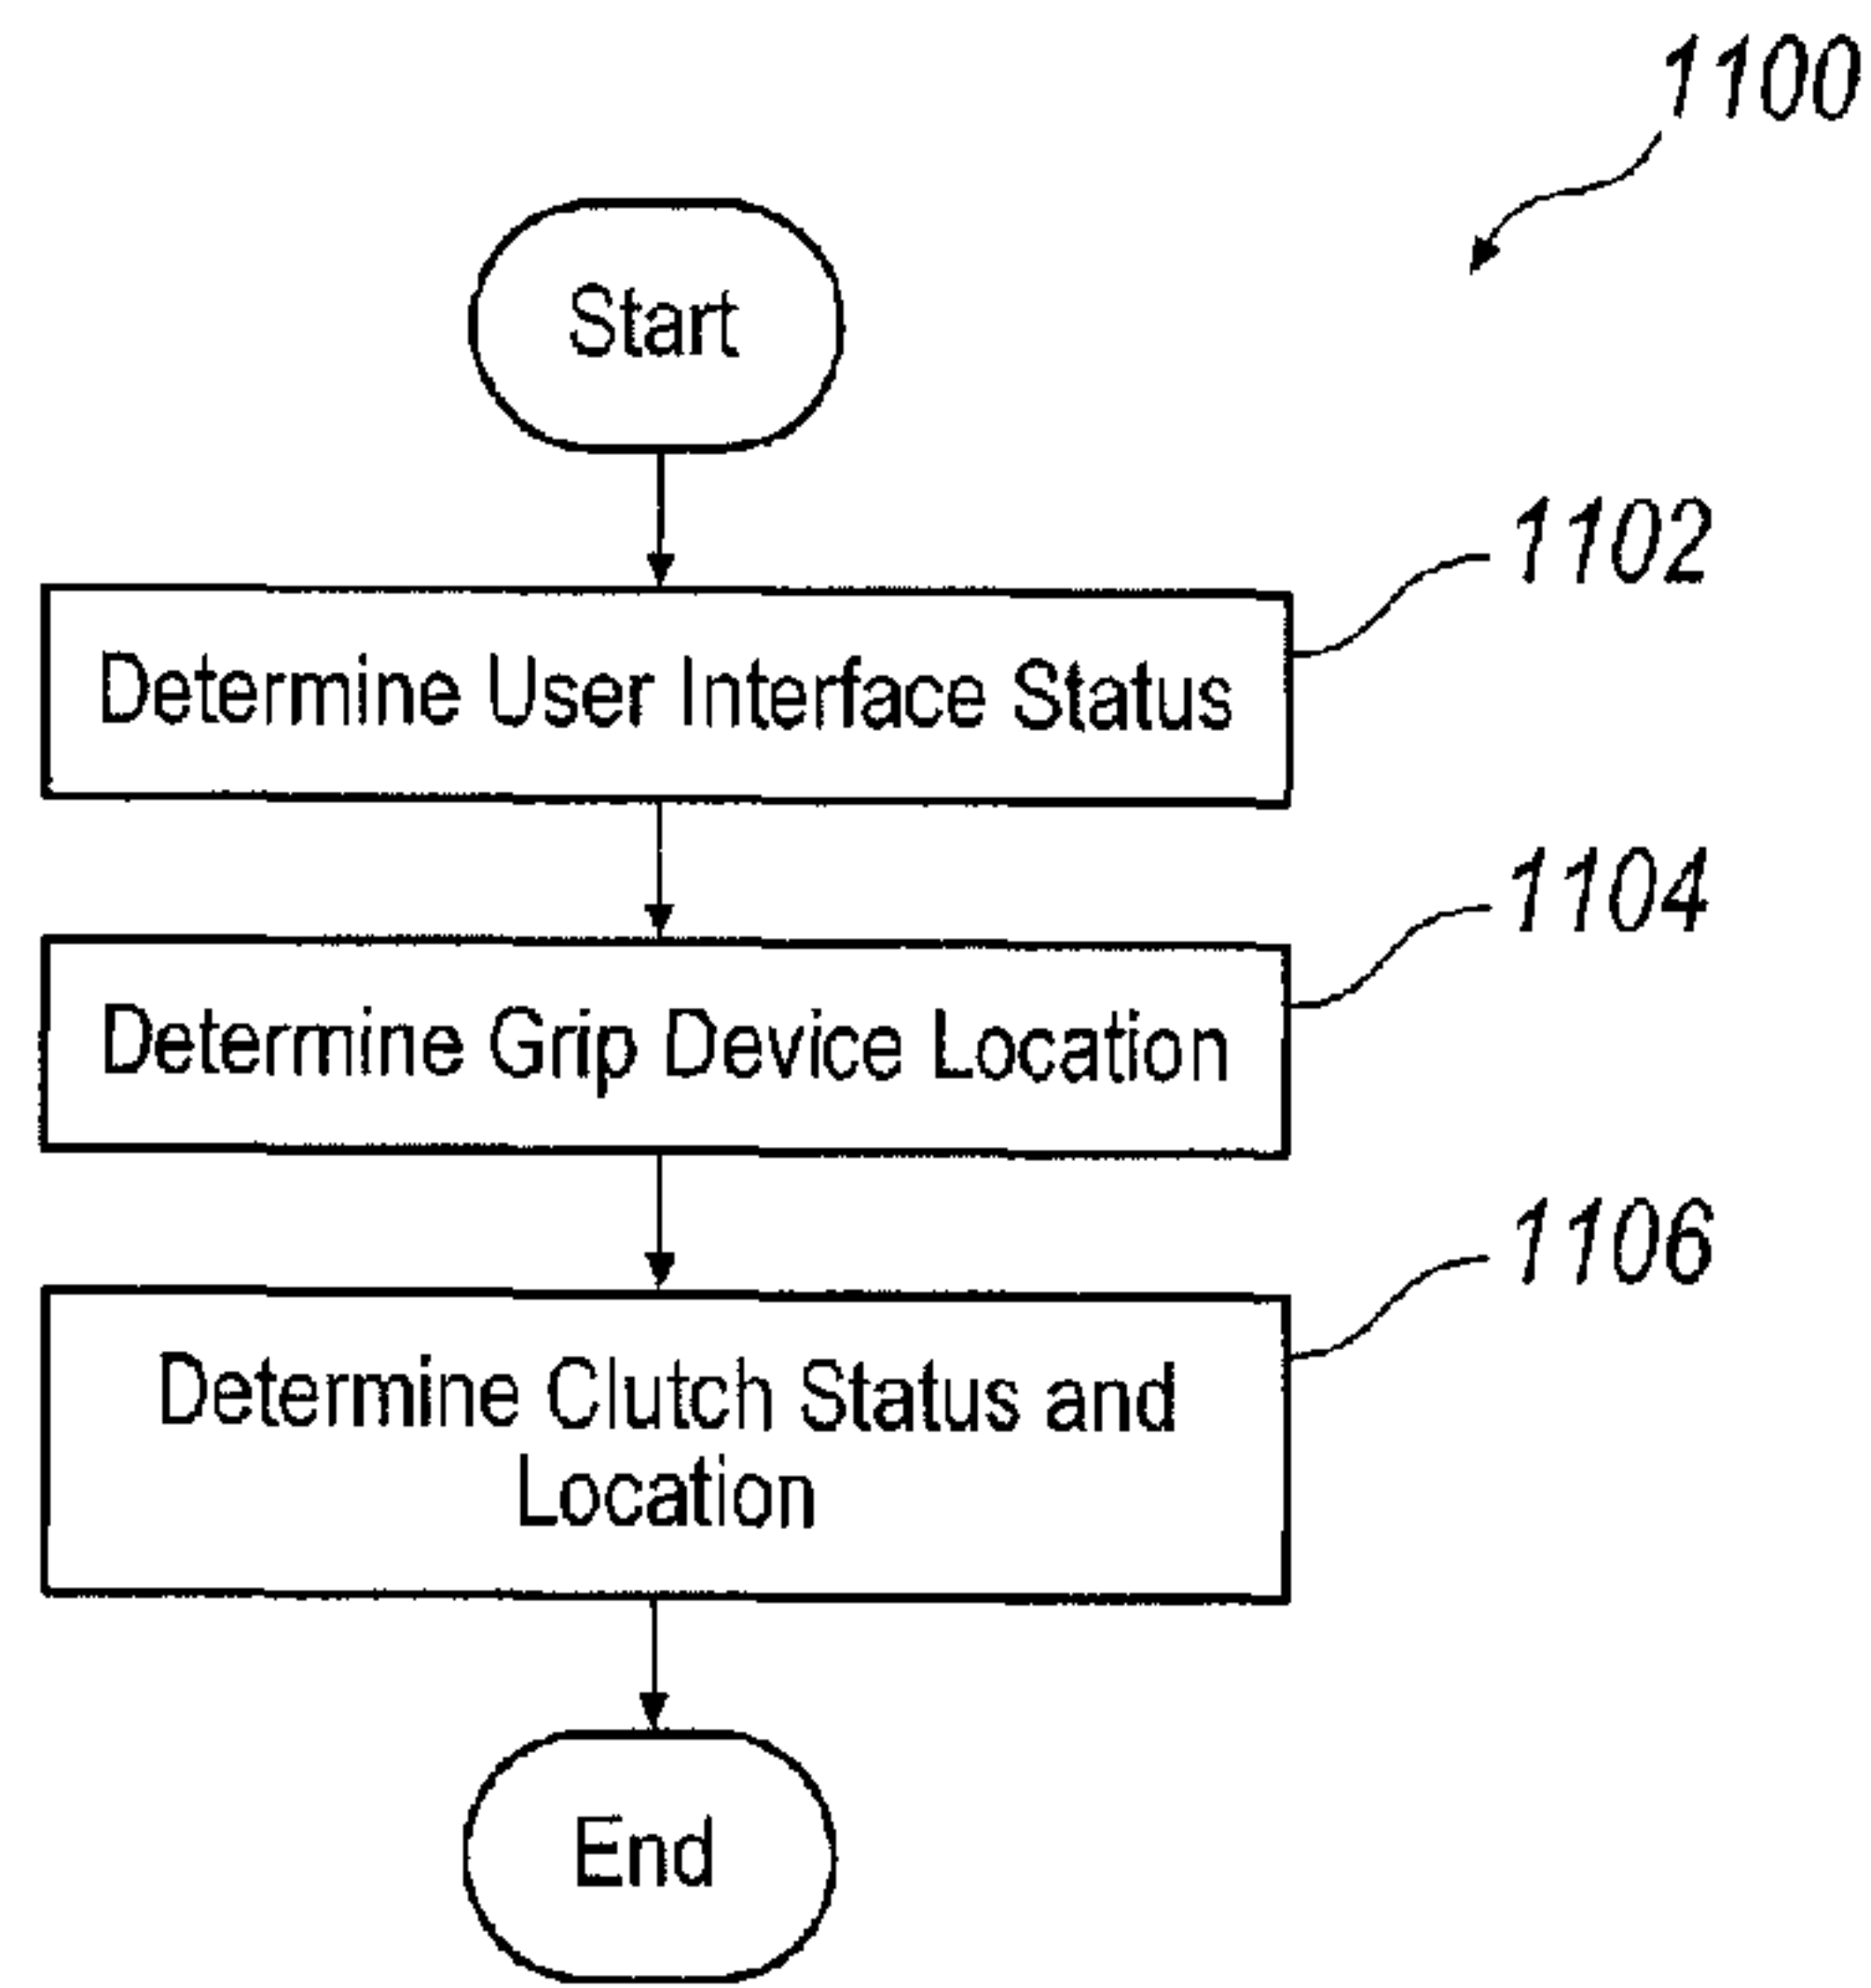 1100
Start
1102
Determine User Interface Status
1104
Determine Grip Device Location
1106
Determine Clutch Status and
Location
End